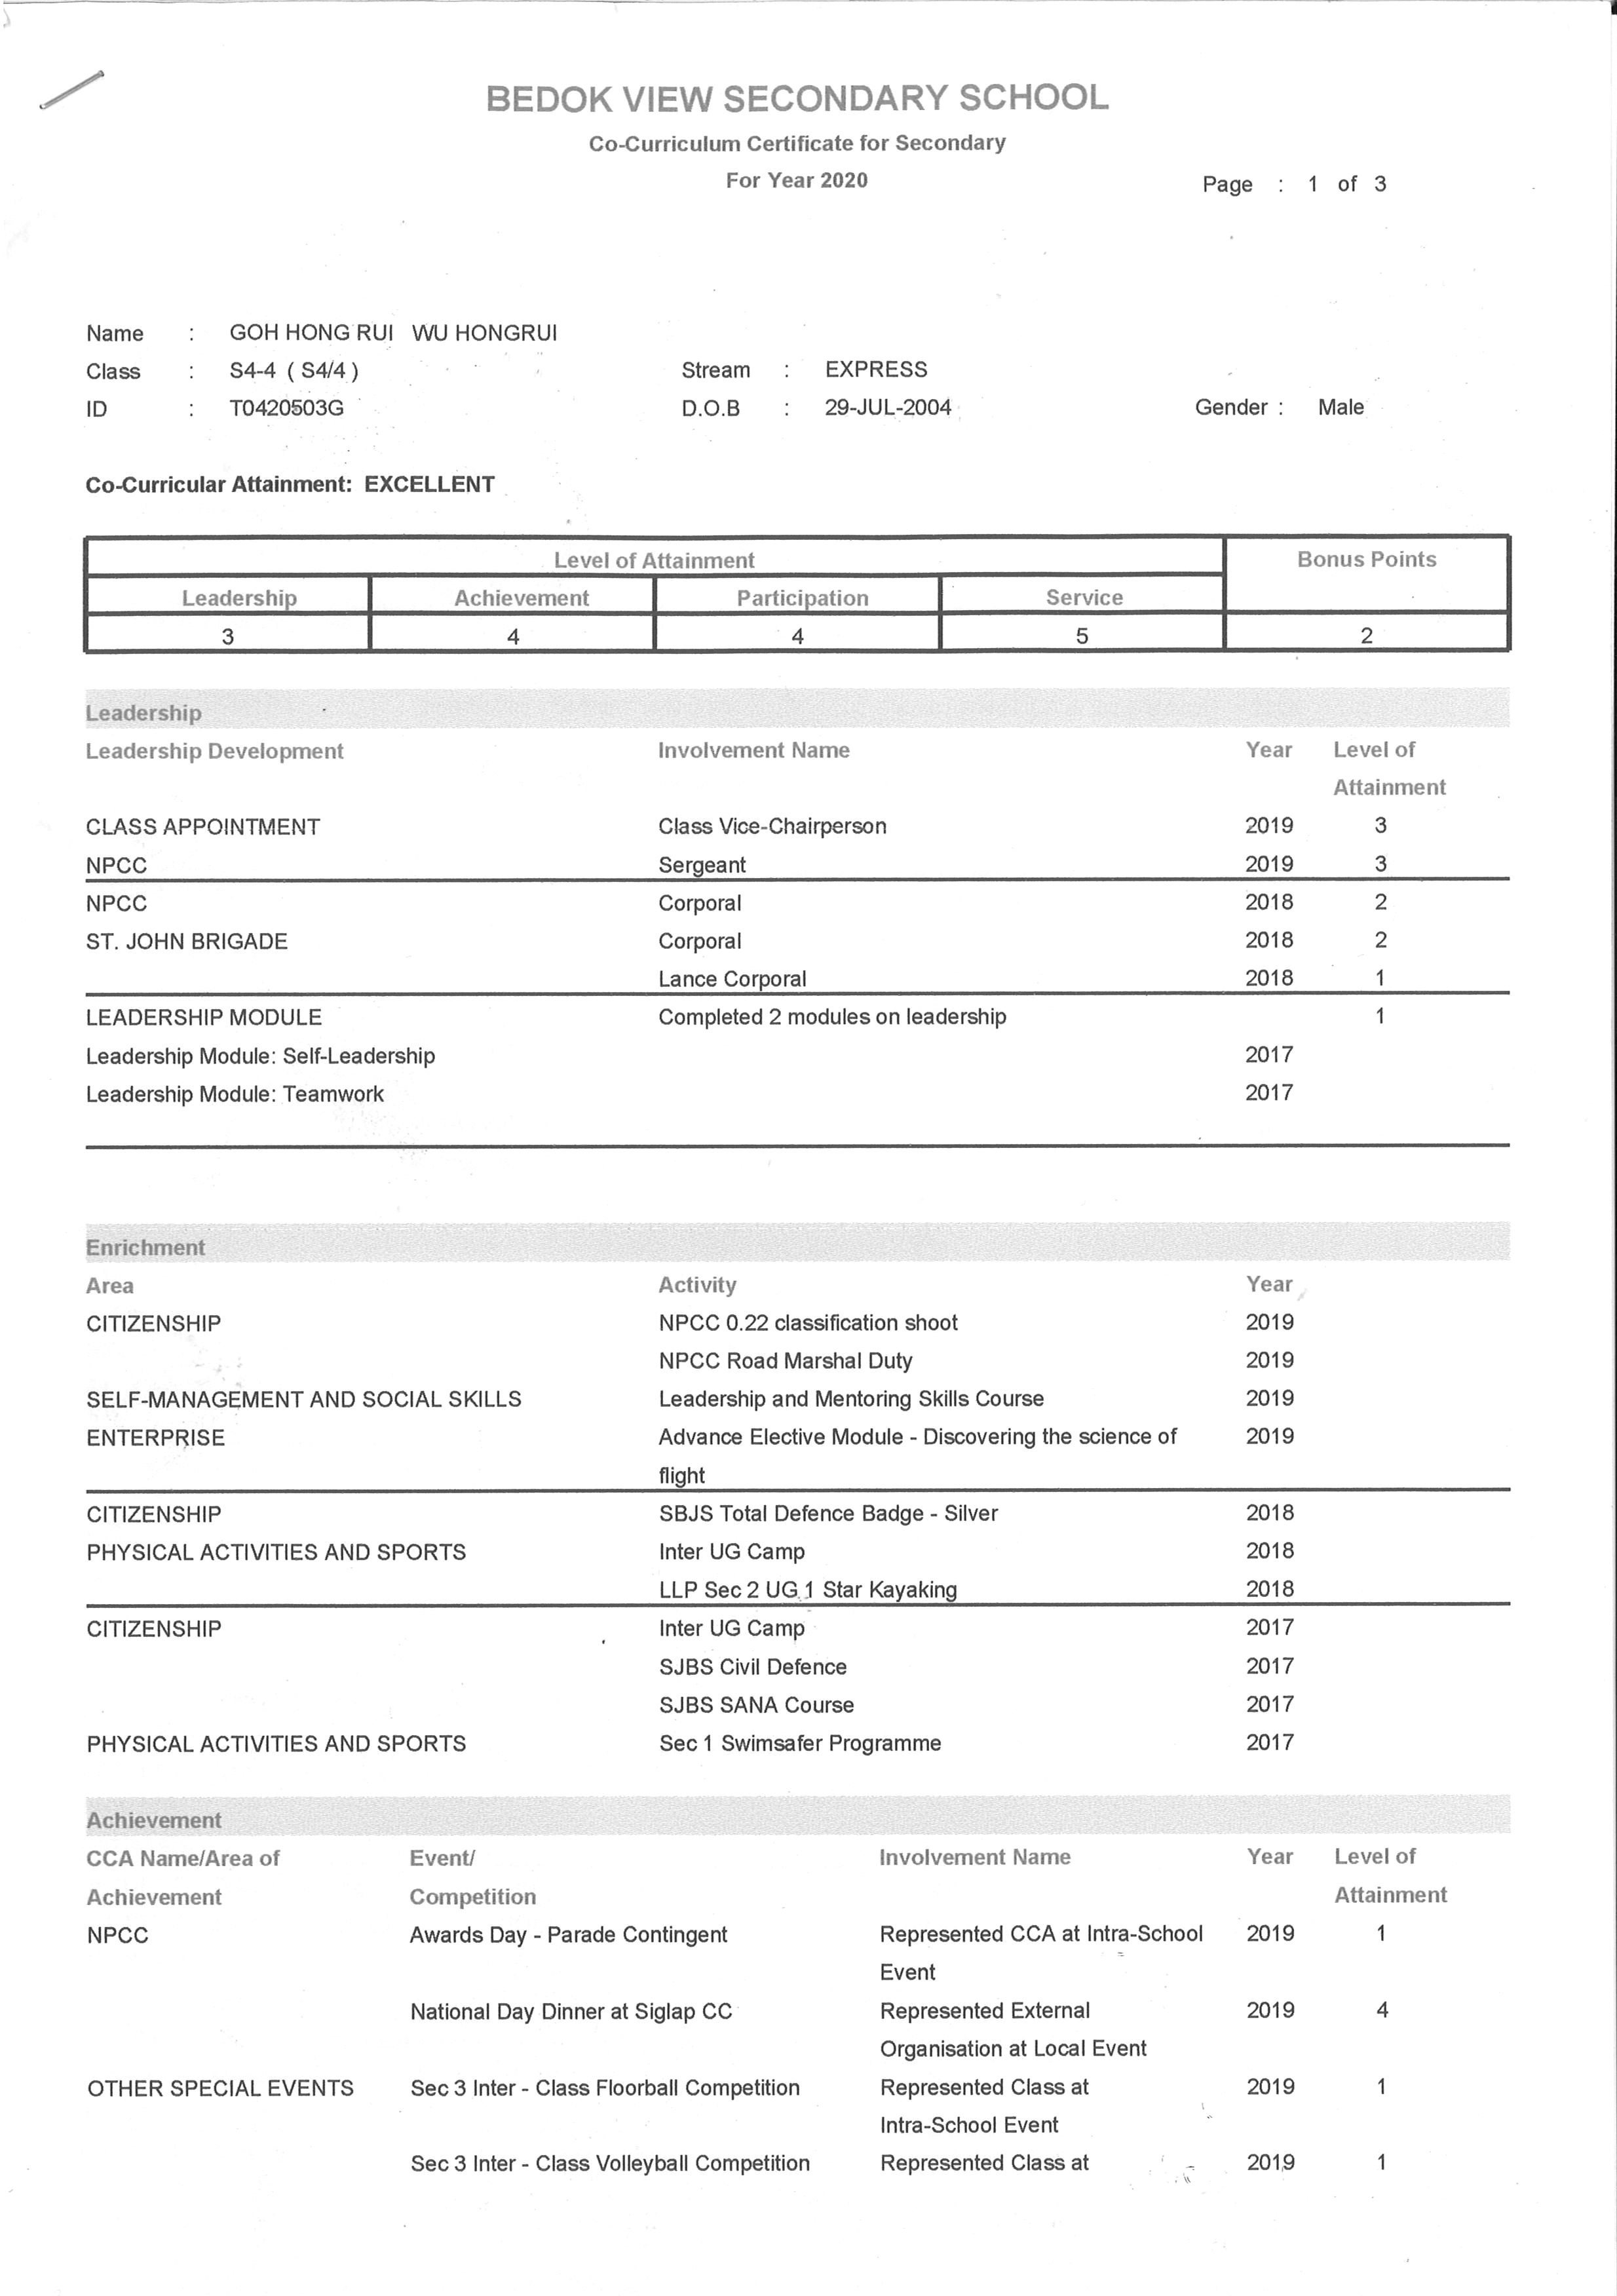 BEDOK VIEW SECONDARY SCHOOL
Co-Curriculum Certificate for Secondary
For Year 2020
Page : 1 of 3
Name : GOH HONG RUI WU HONGRUI
Class : S4-4 ( S4/4 ) Stream : EXPRESS
ID : T0420503G D.O.B : 29-JUL-2004 Gender : Male
Co-Curricular Attainment: EXCELLENT
Level of Attainment Bonus Points
Leadership Achievement Participation Service
3 4 4 5 2
Leadership
Leadership Development Involvement Name Year Level of
Attainment
CLASS APPOINTMENT Class Vice-Chairperson 2019 3
NPCC Sergeant 2019 3
NPCC Corporal 2018 2
ST. JOHN BRIGADE Corporal 2018 2
Lance Corporal 2018 1
LEADERSHIP MODULE Completed 2 modules on leadership 1
Leadership Module: Self-Leadership 2017
Leadership Module: Teamwork 2017
Enrichment
Area Activity Year
CITIZENSHIP NPCC 0.22 classification shoot 2019
NPCC Road Marshal Duty 2019
SELF-MANAGEMENT AND SOCIAL SKILLS Leadership and Mentoring Skills Course 2019
ENTERPRISE Advance Elective Module - Discovering the science of 2019
flight
CITIZENSHIP SBJS Total Defence Badge - Silver 2018
PHYSICAL ACTIVITIES AND SPORTS Inter UG Camp 2018
LLP Sec 2 UG 1 Star Kayaking 2018
CITIZENSHIP Inter UG Camp 2017
SJBS Civil Defence 2017
SJBS SANA Course 2017
PHYSICAL ACTIVITIES AND SPORTS Sec 1 Swimsafer Programme 2017
Achievement
CCA Name/Area of Event/ Involvement Name Year Level of
Achievement Competition Attainment
NPCC Awards Day - Parade Contingent Represented CCA at Intra-School 2019 1
Event
National Day Dinner at Siglap CC Represented External 2019 4
Organisation at Local Event
OTHER SPECIAL EVENTS Sec 3 Inter - Class Floorball Competition Represented Class at 2019 1
Intra-School Event
Sec 3 Inter - Class Volleyball Competition Represented Class at 2019 1